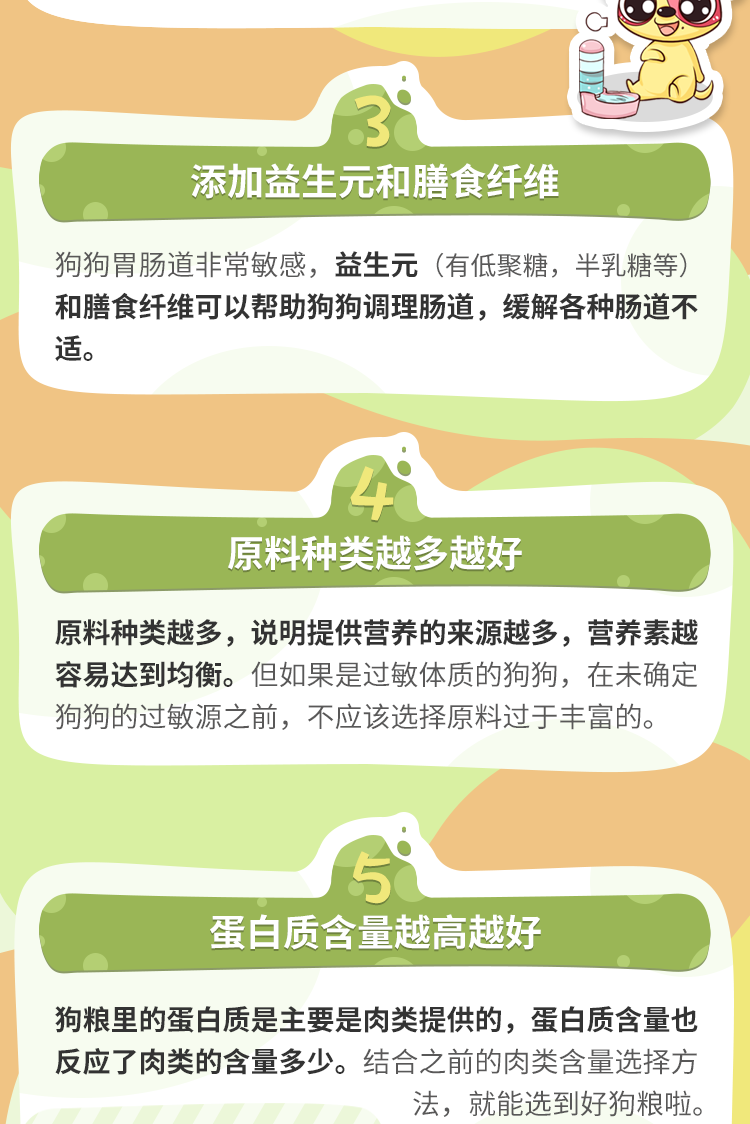 3
添加益生元和膳食纤维
狗狗胃肠道非常敏感，益生元（有低聚糖，半乳糖等）
和膳食纤维可以帮助狗狗调理肠道，缓解各种肠道不
适。
4
原料种类越多越好
原料种类越多，说明提供营养的来源越多，营养素越
容易达到均衡。但如果是过敏体质的狗狗，在未确定
狗狗的过敏源之前，不应该选择原料过于丰富的。
5
蛋白质含量越高越好
狗粮里的蛋白质是主要是肉类提供的，蛋白质含量也
反应了肉类的含量多少。结合之前的肉类含量选择方
法，就能选到好狗粮啦。